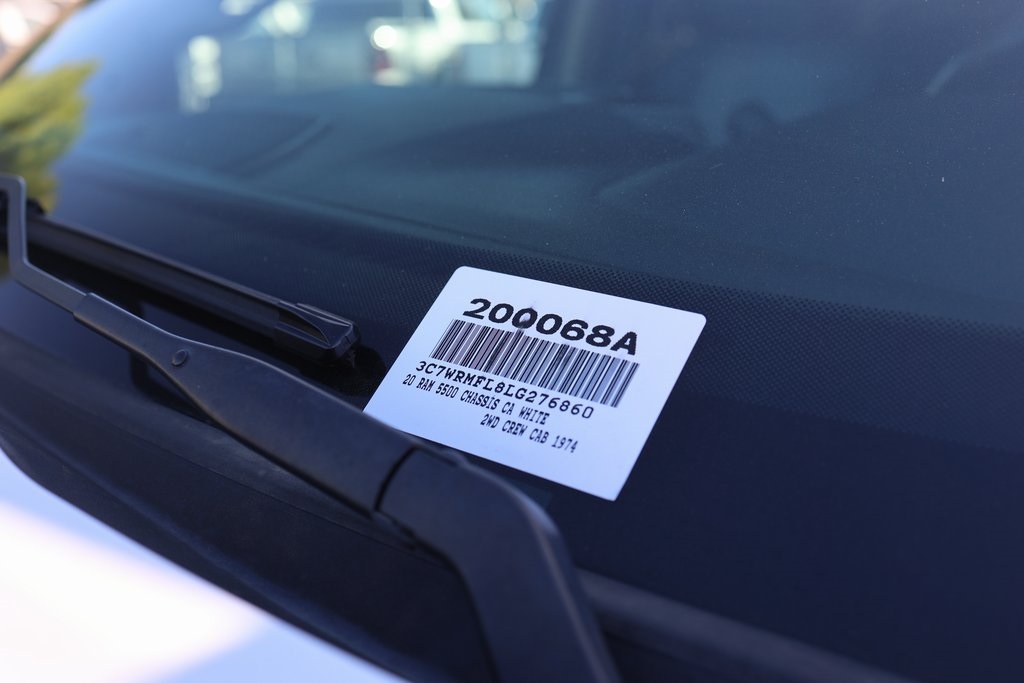 200068A
3C7WRMFL8LG276860
20 RAM 5500 CHASSIS CA WHITE
2WD CREW CAB 1974